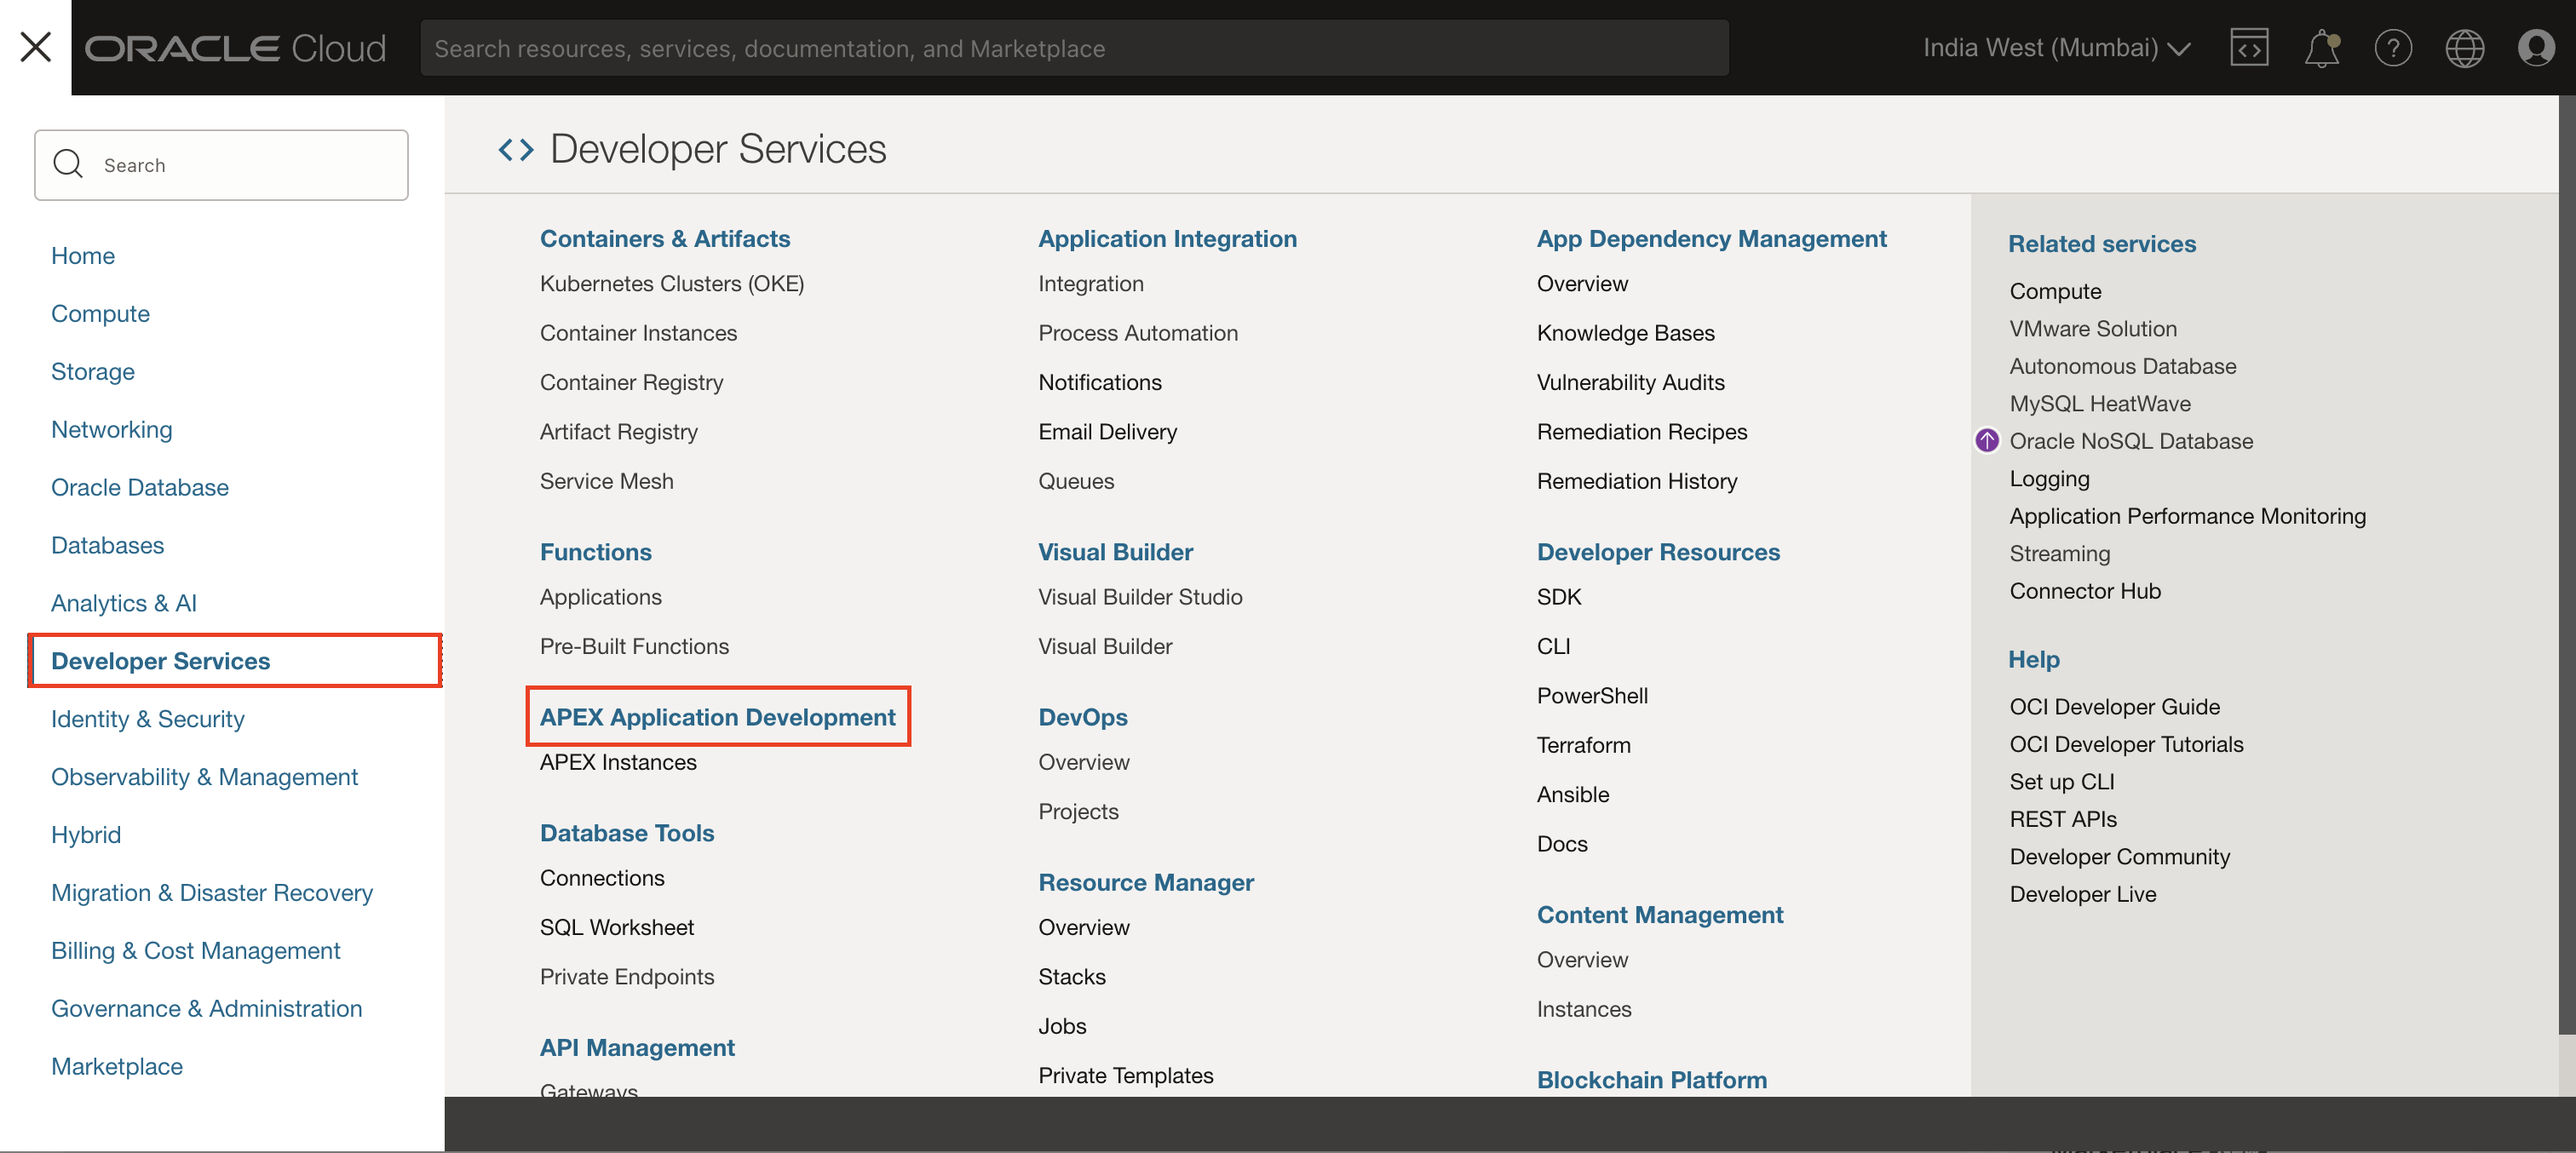 ORACLE Cloud
Search resources, services, documentation, and Marketplace
India West (Mumbai)
Search
Home
Compute
Storage
Networking
Oracle Database
Databases
Analytics & AI
Developer Services
Identity & Security
Observability & Management
Hybrid
Migration & Disaster Recovery
Billing & Cost Management
Governance & Administration
Marketplace
Developer Services
Containers & Artifacts
Kubernetes Clusters (OKE)
Container Instances
Container Registry
Artifact Registry
Service Mesh
Functions
Applications
Pre-Built Functions
APEX Application Development
APEX Instances
Database Tools
Connections
SQL Worksheet
Private Endpoints
API Management
Gateways
Application Integration
Integration
Process Automation
Notifications
Email Delivery
Queues
Visual Builder
Visual Builder Studio
Visual Builder
DevOps
Overview
Projects
Resource Manager
Overview
Stacks
Jobs
Private Templates
App Dependency Management
Overview
Knowledge Bases
Vulnerability Audits
Remediation Recipes
Remediation History
Developer Resources
SDK
CLI
PowerShell
Terraform
Ansible
Docs
Content Management
Overview
Instances
Blockchain Platform
Related services
Compute
VMware Solution
Autonomous Database
MySQL HeatWave
Oracle NoSQL Database
Logging
Application Performance Monitoring
Streaming
Connector Hub
Help
OCI Developer Guide
OCI Developer Tutorials
Set up CLI
REST APIs
Developer Community
Developer Live